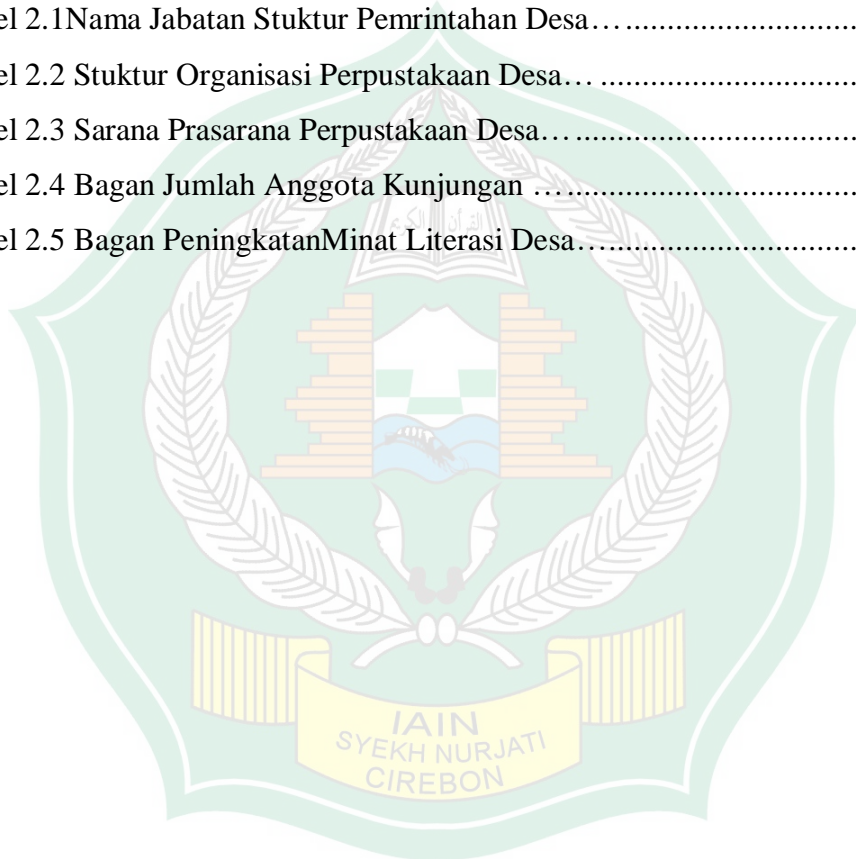 el 2.1Nama Jabatan Stuktur Pemrintahan Desa….............................
el 2.2 Stuktur Organisasi Perpustakaan Desa… ................................
el 2.3 Sarana Prasarana Perpustakaan Desa….....................................
el 2.4 Bagan Jumlah Anggota Kunjungan ….....................................
el 2.5 Bagan PeningkatanMinat Literasi Desa…................................
القرآن الكريم
IAIN
SYEKH NURJATI
CIREBON